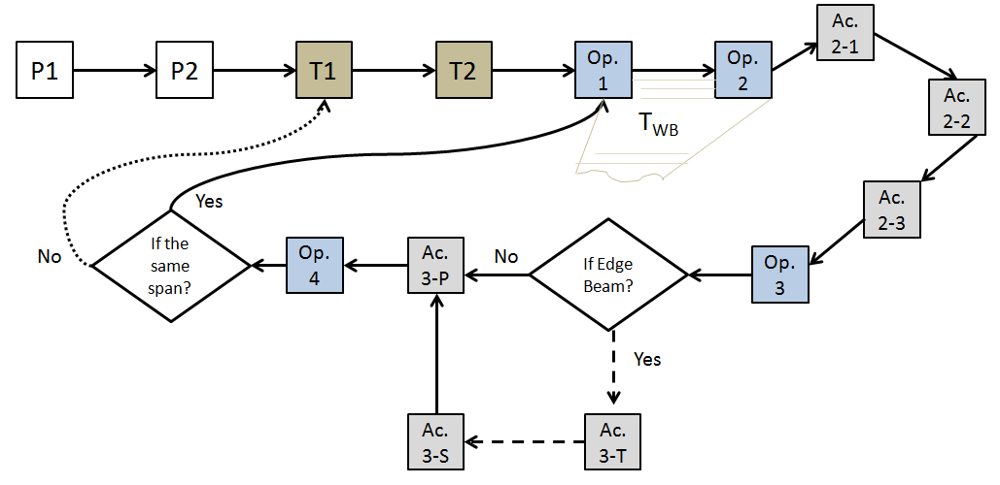 P1
P2
T1
T2
Op.
1
Op.
2
Ac.
2-1
Ac.
2-2
Ac.
2-3
TWB
Op.
3
If Edge
Beam?
No
Yes
Ac.
3-T
Ac.
3-S
Ac.
3-P
Op.
4
If the
same
span?
Yes
No